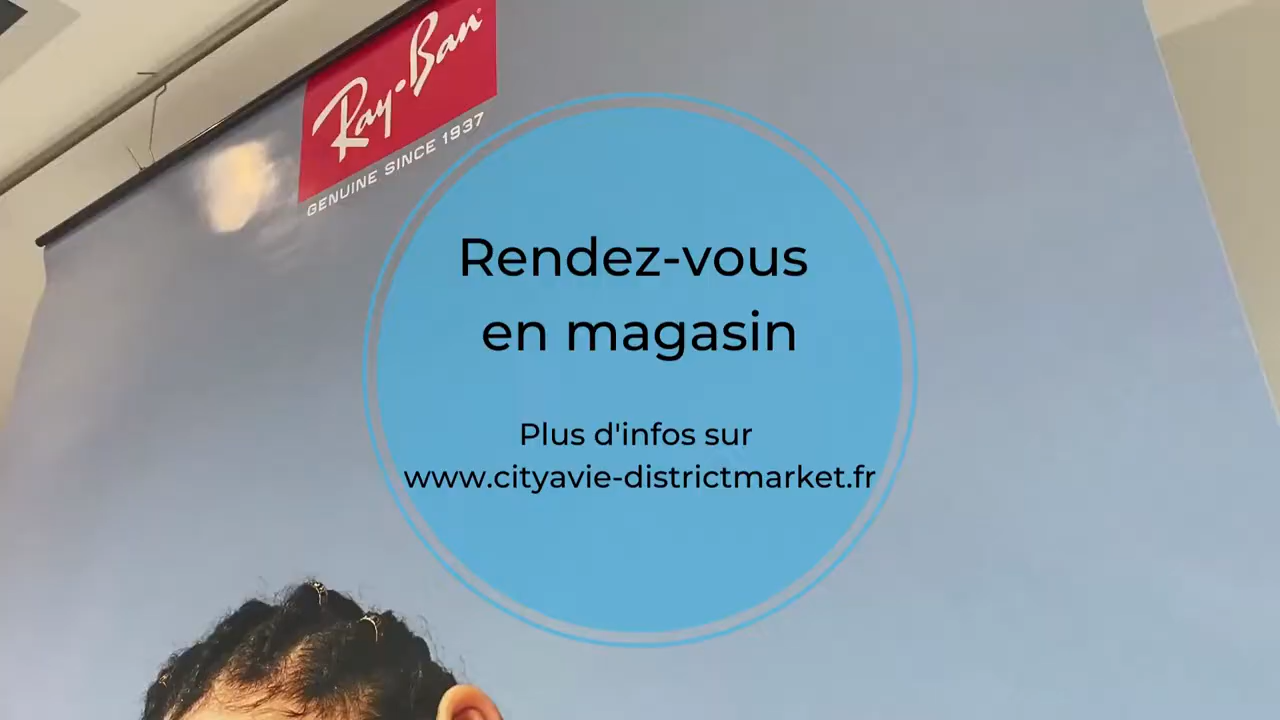 Ray-Ban
GENUINE SINCE 1937
Rendez-vous
en magasin
Plus d'infos sur
www.cityavie-districtmarket.fr